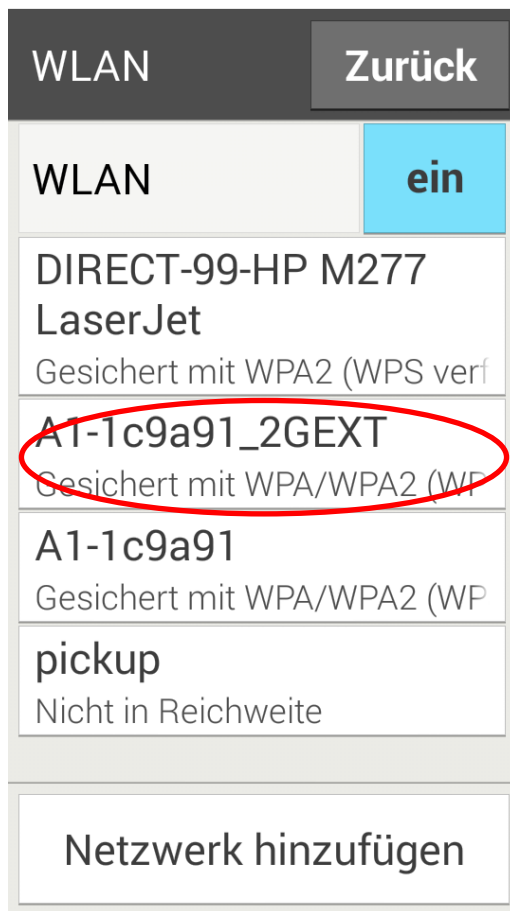 WLAN
Zurück
WLAN
ein
DIRECT-99-HP M277
LaserJet
Gesichert mit WPA2 (WPS verf
A1-1c9a91_2GEXT
Gesichert mit WPA/WPA2 (WP
A1-1c9a91
Gesichert mit WPA/WPA2 (WP
pickup
Nicht in Reichweite
Netzwerk hinzufügen